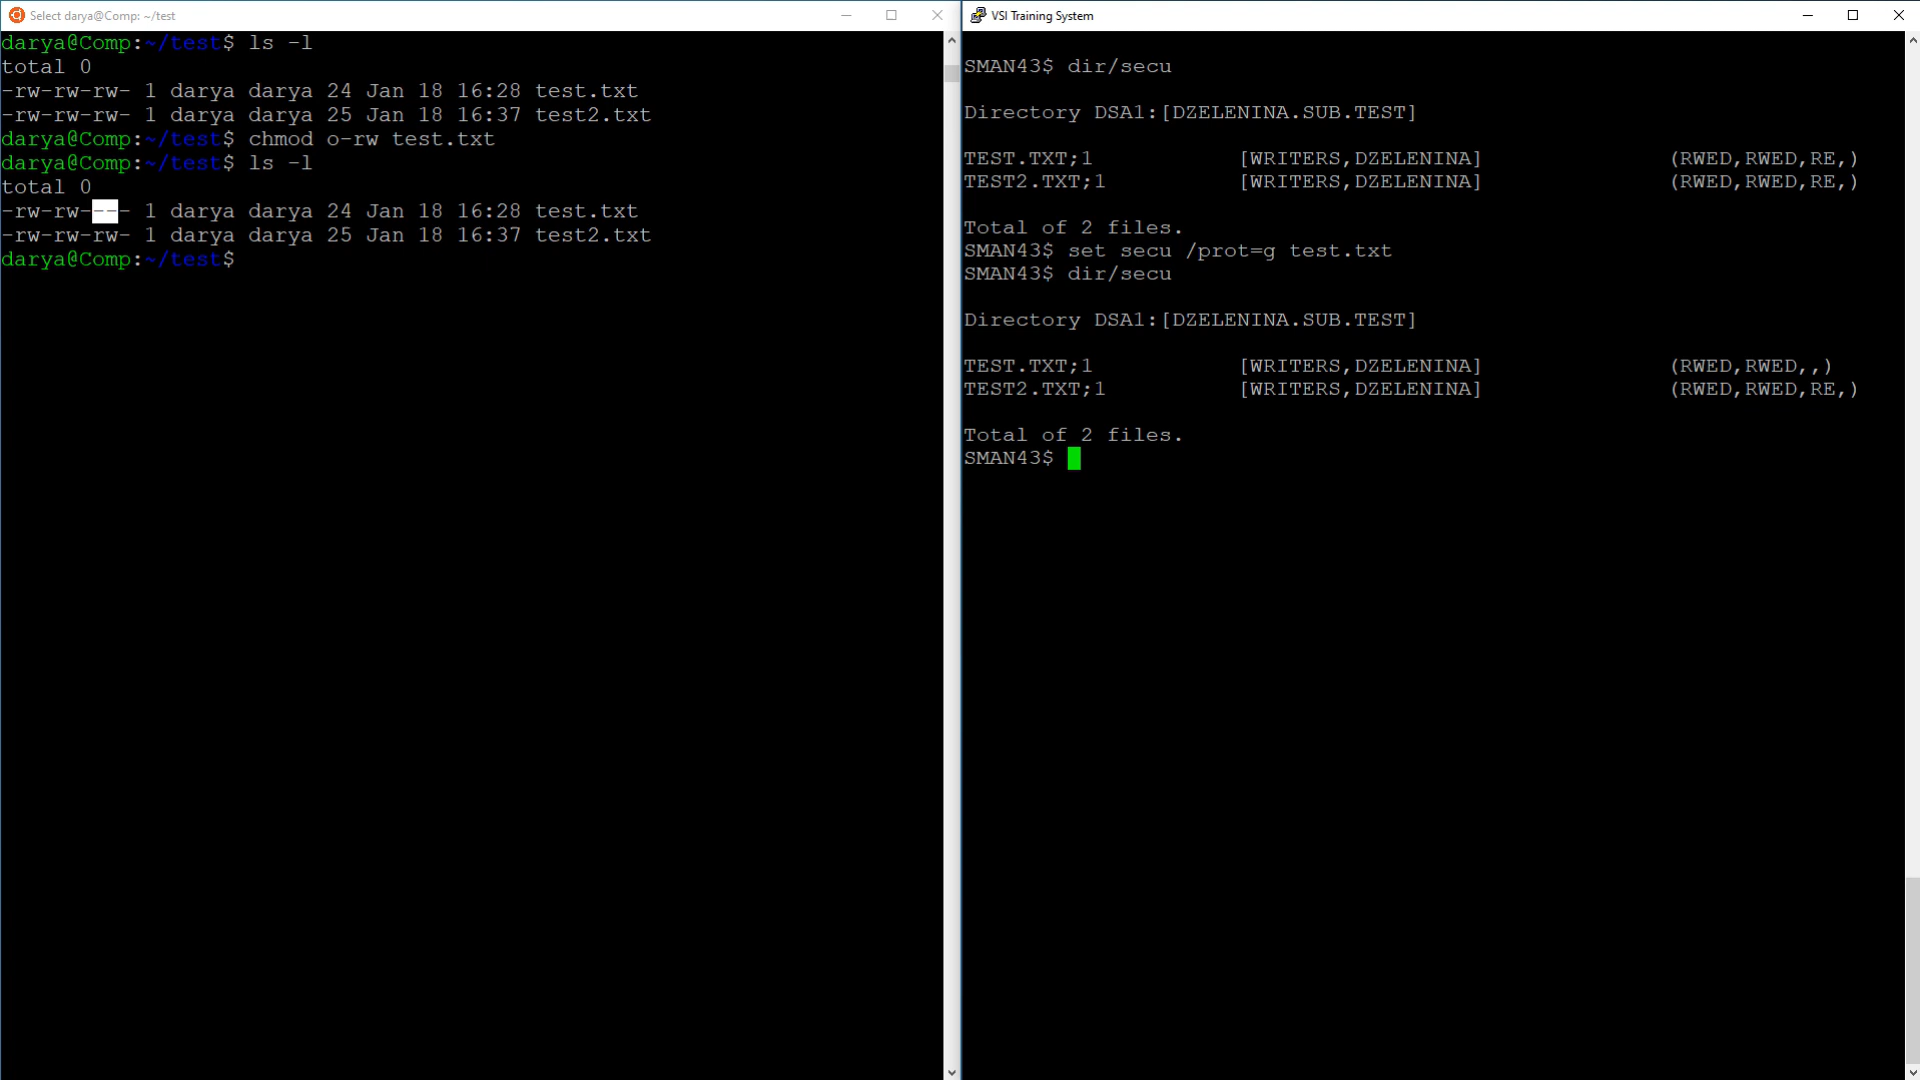 Select darya@Comp: ~/test
darya@Comp:~/test$ ls -l
total 0
-rw-rw-rw- 1 darya darya 24 Jan 18 16:28 test.txt
-rw-rw-rw- 1 darya darya 25 Jan 18 16:37 test2.txt
darya@Comp:~/test$ chmod o-rw test.txt
darya@Comp:~/test$ ls -l
total 0
-rw-rw---- 1 darya darya 24 Jan 18 16:28 test.txt
-rw-rw-rw- 1 darya darya 25 Jan 18 16:37 test2.txt
darya@Comp:~/test$
VSI Training System
SMAN43$ dir/secu
Directory DSA1:[DZELENINA.SUB.TEST]
TEST.TXT;1 [WRITERS,DZELENINA] (RWED,RWED,RE,)
TEST2.TXT;1 [WRITERS,DZELENINA] (RWED,RWED,RE,)
Total of 2 files.
SMAN43$ set secu /prot=g test.txt
SMAN43$ dir/secu
Directory DSA1:[DZELENINA.SUB.TEST]
TEST.TXT;1 [WRITERS,DZELENINA] (RWED,RWED,,)
TEST2.TXT;1 [WRITERS,DZELENINA] (RWED,RWED,RE,)
Total of 2 files.
SMAN43$